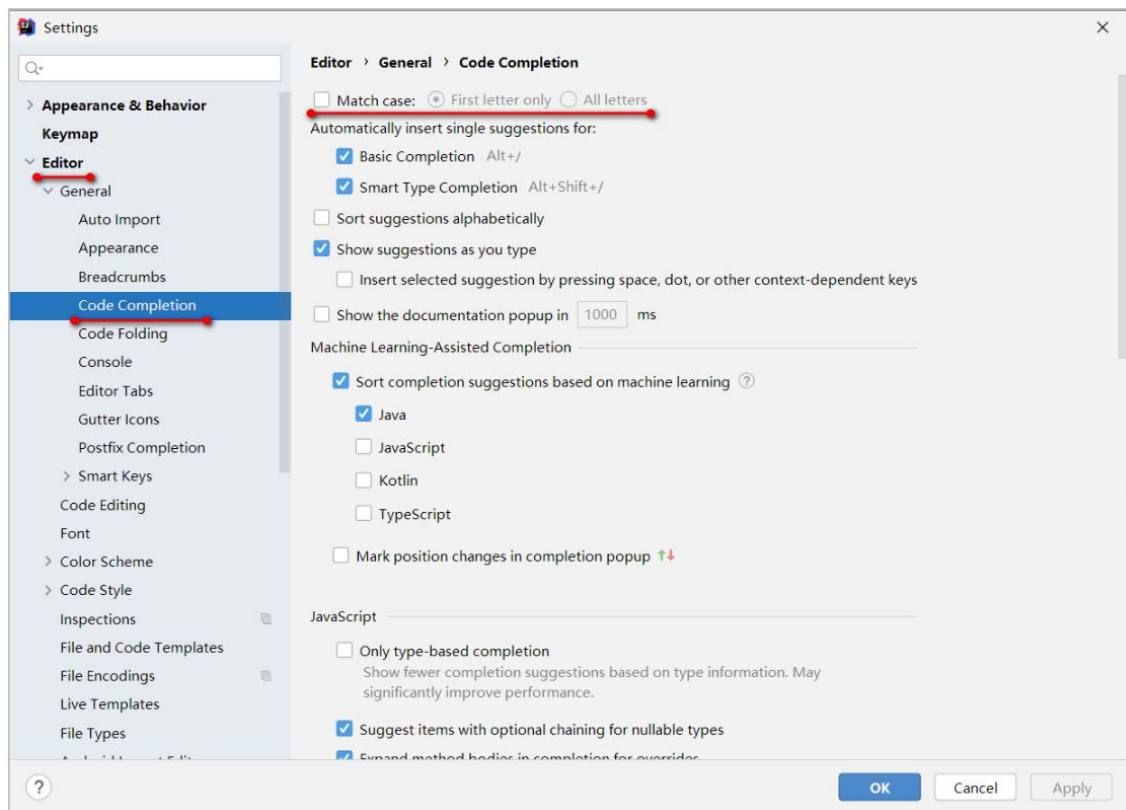 Settings
Editor › General › Code Completion
Appearance & Behavior
Keymap
Editor
General
Auto Import
Appearance
Breadcrumbs
Code Completion
Code Folding
Console
Editor Tabs
Gutter Icons
Postfix Completion
Smart Keys
Code Editing
Font
Color Scheme
Code Style
Inspections
File and Code Templates
File Encodings
Live Templates
File Types
Match case: First letter only All letters
Automatically insert single suggestions for:
Basic Completion Alt+/
Smart Type Completion Alt+Shift+/
Sort suggestions alphabetically
Show suggestions as you type
Insert selected suggestion by pressing space, dot, or other context-dependent keys
Show the documentation popup in 1000 ms
Machine Learning-Assisted Completion
Sort completion suggestions based on machine learning ?
Java
JavaScript
Kotlin
TypeScript
Mark position changes in completion popup ↑↓
JavaScript
Only type-based completion
Show fewer completion suggestions based on type information. May
significantly improve performance.
Suggest items with optional chaining for nullable types
Expand method bodies in completion for overrides
?
OK Cancel Apply